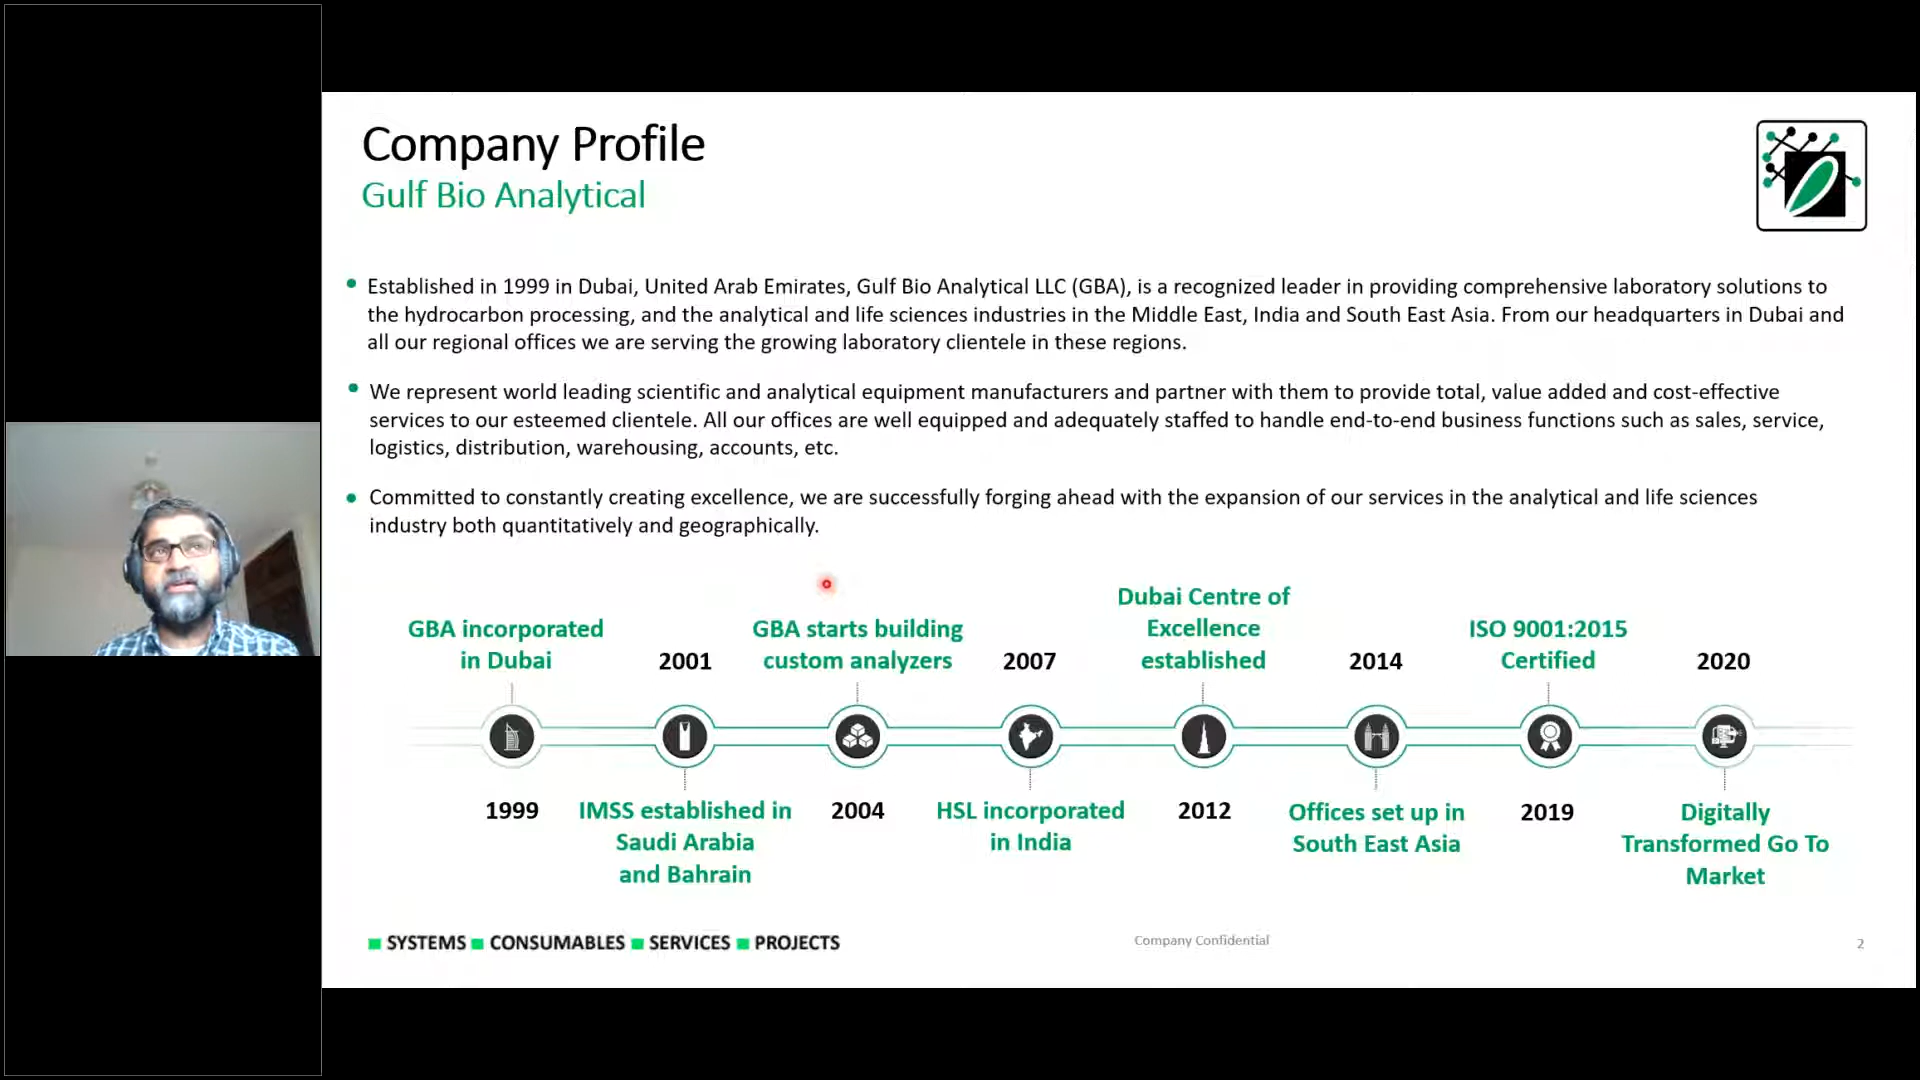 Company Profile
Gulf Bio Analytical
Established in 1999 in Dubai, United Arab Emirates, Gulf Bio Analytical LLC (GBA), is a recognized leader in providing comprehensive laboratory solutions to
the hydrocarbon processing, and the analytical and life sciences industries in the Middle East, India and South East Asia. From our headquarters in Dubai and
all our regional offices we are serving the growing laboratory clientele in these regions.
We represent world leading scientific and analytical equipment manufacturers and partner with them to provide total, value added and cost-effective
services to our esteemed clientele. All our offices are well equipped and adequately staffed to handle end-to-end business functions such as sales, service,
logistics, distribution, warehousing, accounts, etc.
Committed to constantly creating excellence, we are successfully forging ahead with the expansion of our services in the analytical and life sciences
industry both quantitatively and geographically.
GBA incorporated
in Dubai
1999
2001
IMSS established in
Saudi Arabia
and Bahrain
GBA starts building
custom analyzers
2004
2007
HSL incorporated
in India
Dubai Centre of
Excellence
established
2012
2014
Offices set up in
South East Asia
ISO 9001:2015
Certified
2019
2020
Digitally
Transformed Go To
Market
SYSTEMS CONSUMABLES SERVICES PROJECTS
Company Confidential
2